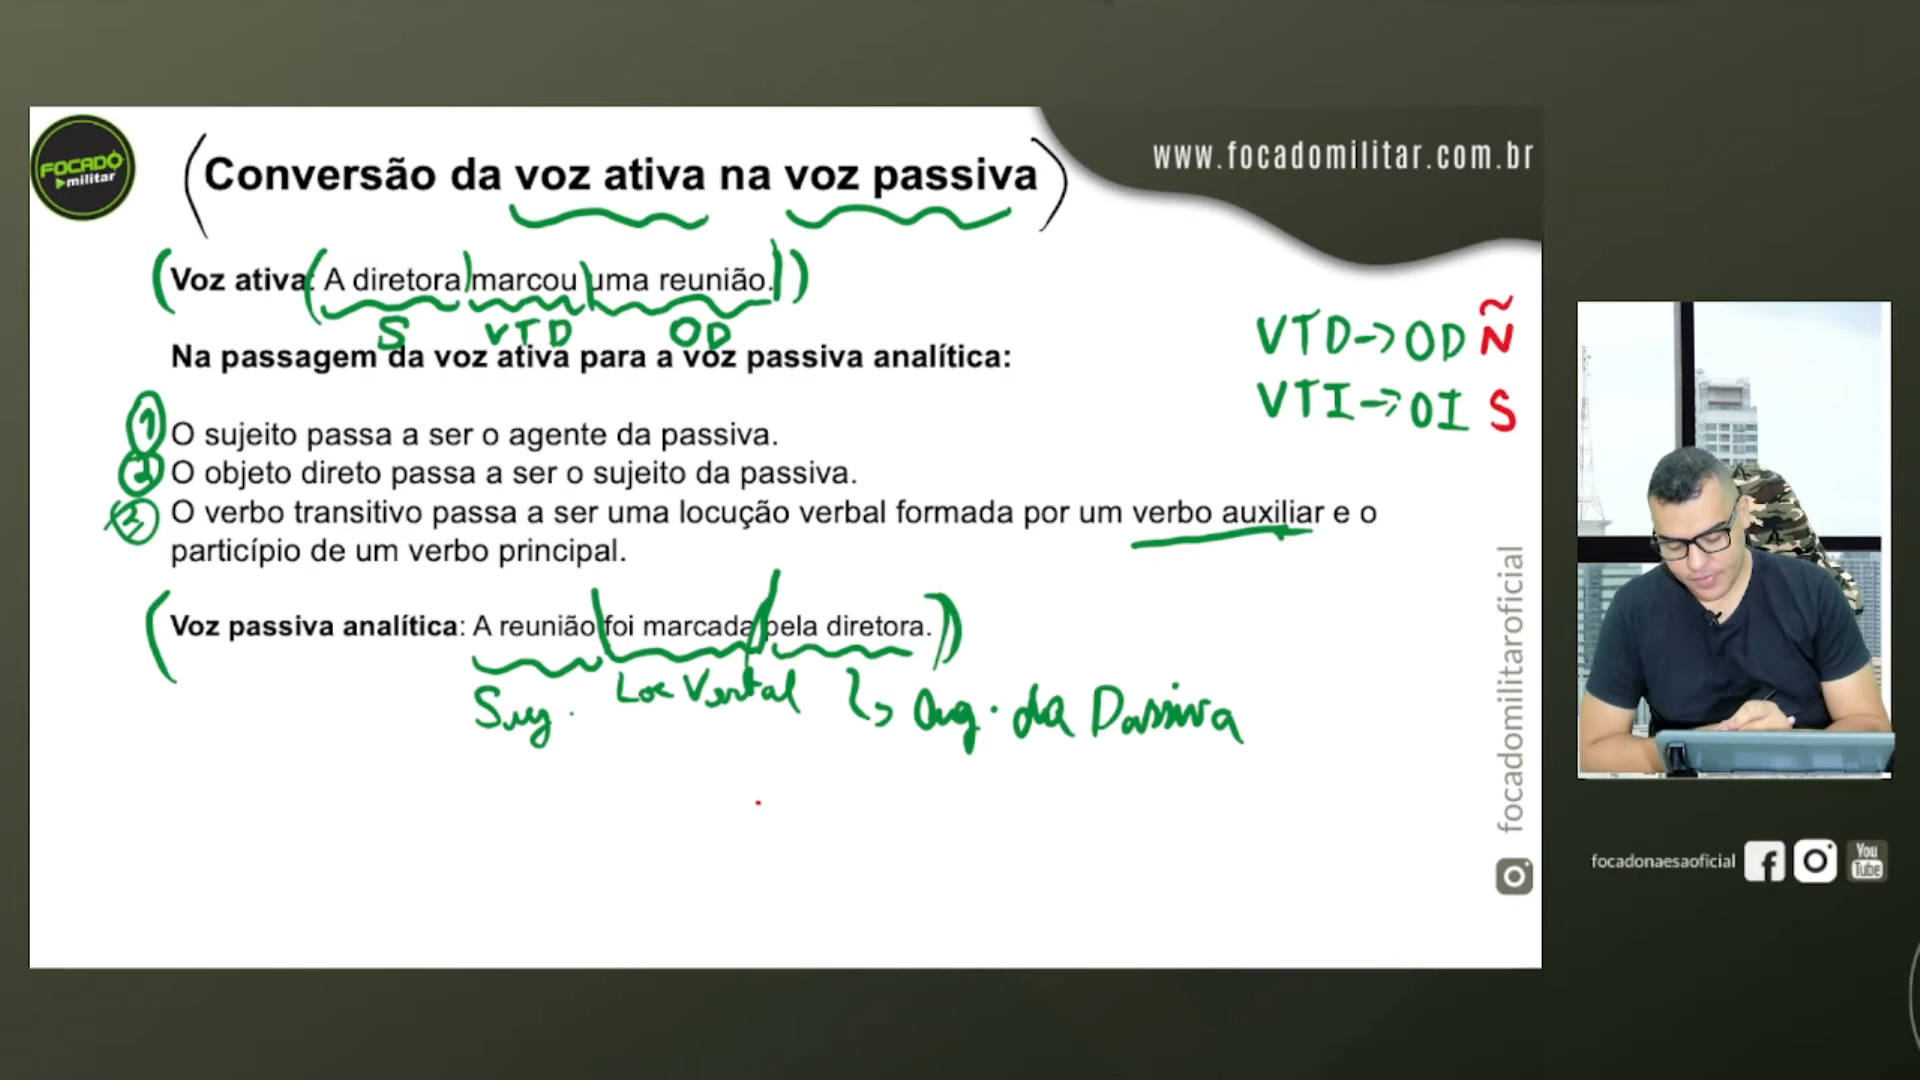 FOCADO
militar
Conversão da voz ativa na voz passiva
www.focadomilitar.com.br
Voz ativa: A diretora marcou uma reunião.
S VTD OD
VTD→OD Ñ
Na passagem da voz ativa para a voz passiva analítica:
VTI→OI S
1 O sujeito passa a ser o agente da passiva.
2 O objeto direto passa a ser o sujeito da passiva.
3 O verbo transitivo passa a ser uma locução verbal formada por um verbo auxiliar e o
particípio de um verbo principal.
Voz passiva analítica: A reunião foi marcada pela diretora.
Suj. Loc Verbal ↳ Ag. da Passiva
focadomilitaroficial
focadonaesaoficial
You
Tube